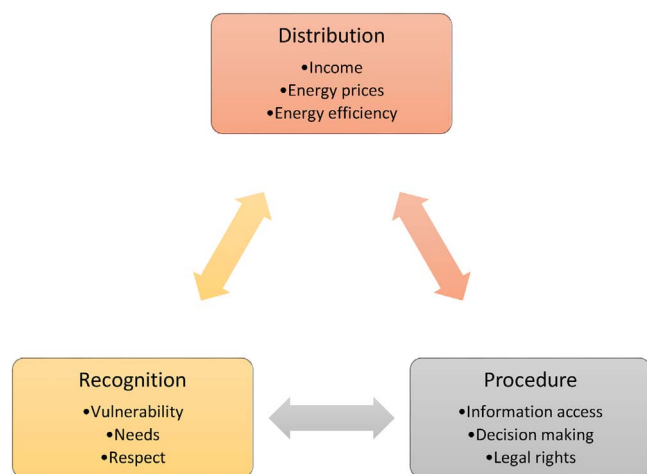 Distribution
•Income
•Energy prices
•Energy efficiency
Recognition
•Vulnerability
•Needs
•Respect
Procedure
•Information access
•Decision making
•Legal rights